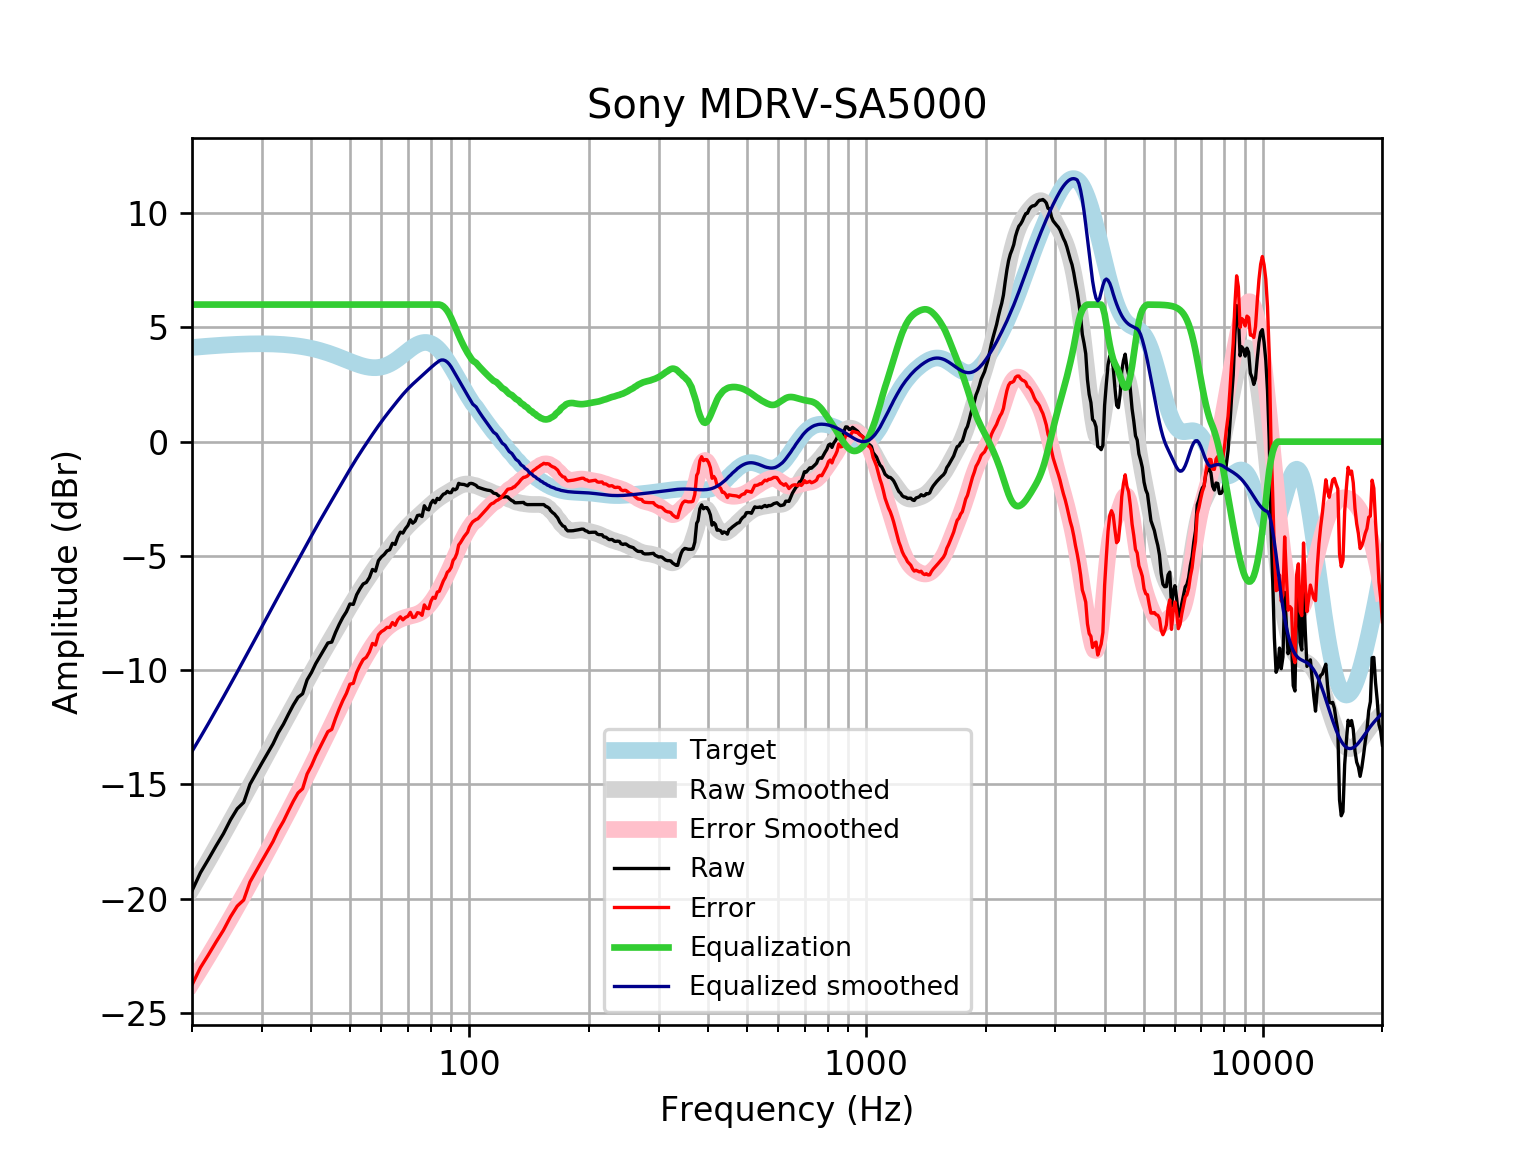 Sony MDRV-SA5000
Amplitude (dBr)
10
5
0
−5
−10
−15
−20
−25
Target
Raw Smoothed
Error Smoothed
Raw
Error
Equalization
Equalized smoothed
100
1000
10000
Frequency (Hz)